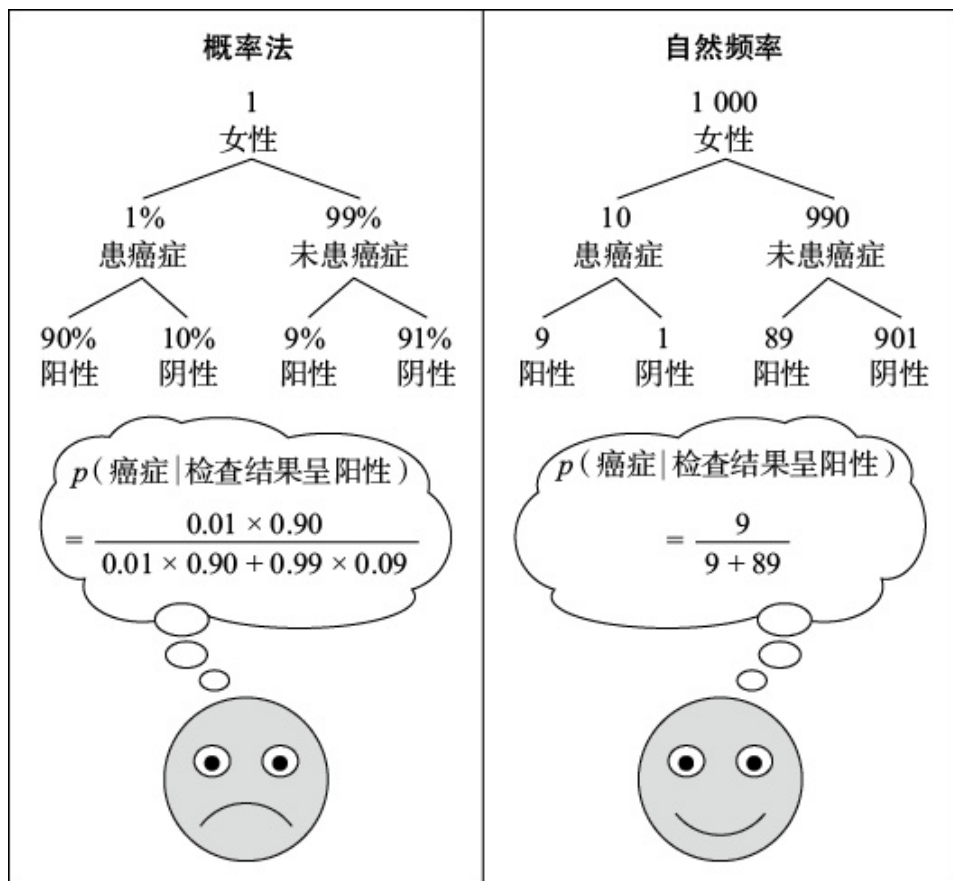 概率法
1
女性
1%
99%
患癌症
未患癌症
90%
10%
9%
91%
阳性
阴性
阳性
阴性
p（癌症|检查结果呈阳性）
= 0.01 × 0.90
0.01 × 0.90 + 0.99 × 0.09
自然频率
1 000
女性
10
990
患癌症
未患癌症
9
1
89
901
阳性
阴性
阳性
阴性
p（癌症|检查结果呈阳性）
= 9
9 + 89